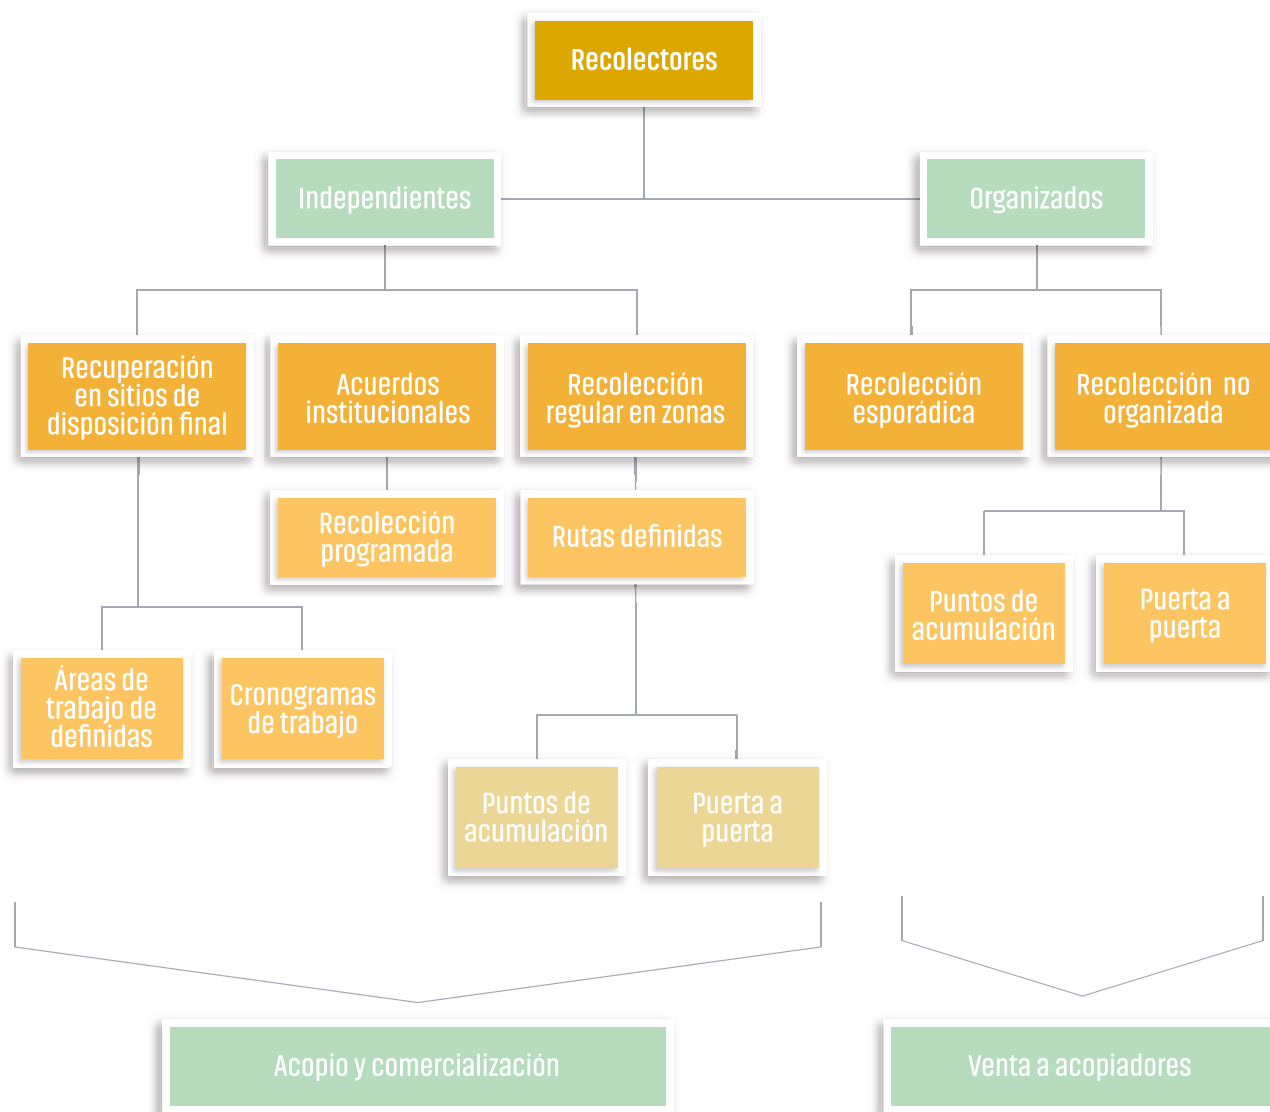 Recolectores
Independientes
Organizados
Recuperación
en sitios de
disposición final
Acuerdos
institucionales
Recolección
regular en zonas
Recolección
esporádica
Recolección no
organizada
Recolección
programada
Rutas definidas
Puntos de
acumulación
Puerta a
puerta
Áreas de
trabajo de
definidas
Cronogramas
de trabajo
Puntos de
acumulación
Puerta a
puerta
Acopio y comercialización
Venta a acopiadores